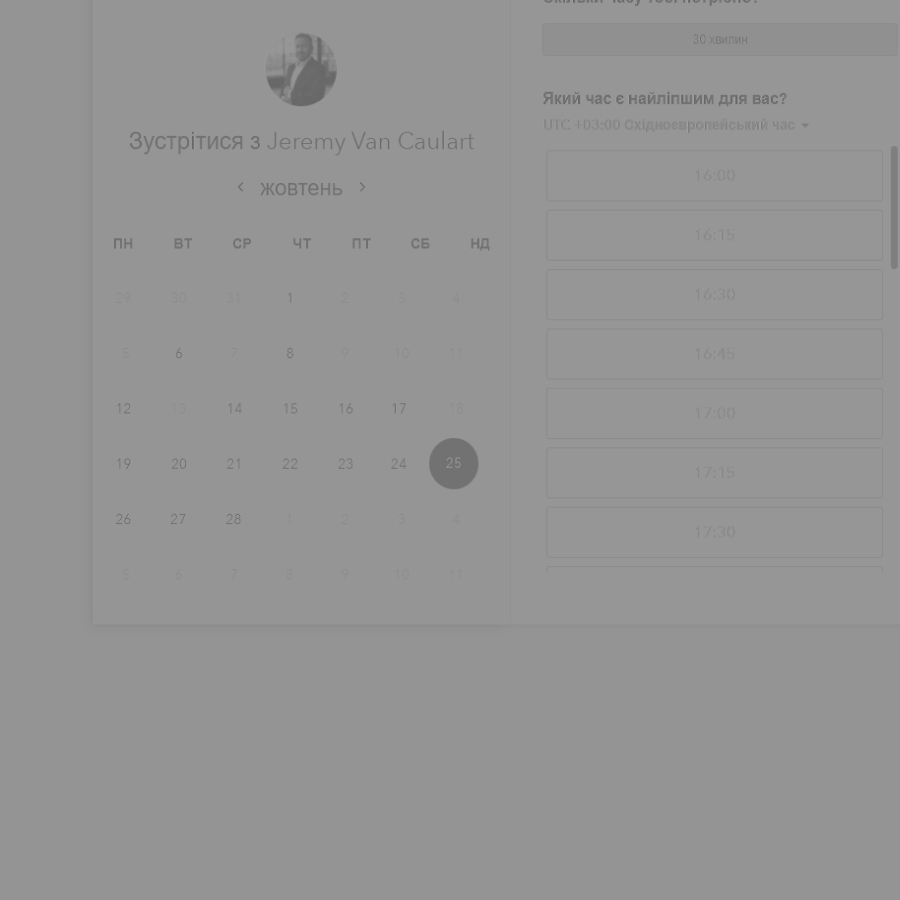 Скільки часу тобі потрібно?
30 хвилин
Зустрітися з Jeremy Van Caulart
жовтень
ПН ВТ СР ЧТ ПТ СБ НД
29 30 31 1 2 3 4
5 6 7 8 9 10 11
12 13 14 15 16 17 18
19 20 21 22 23 24 25
26 27 28 1 2 3 4
5 6 7 8 9 10 11
Який час є найліпшим для вас?
UTC +03:00 Східноєвропейський час
16:00
16:15
16:30
16:45
17:00
17:15
17:30